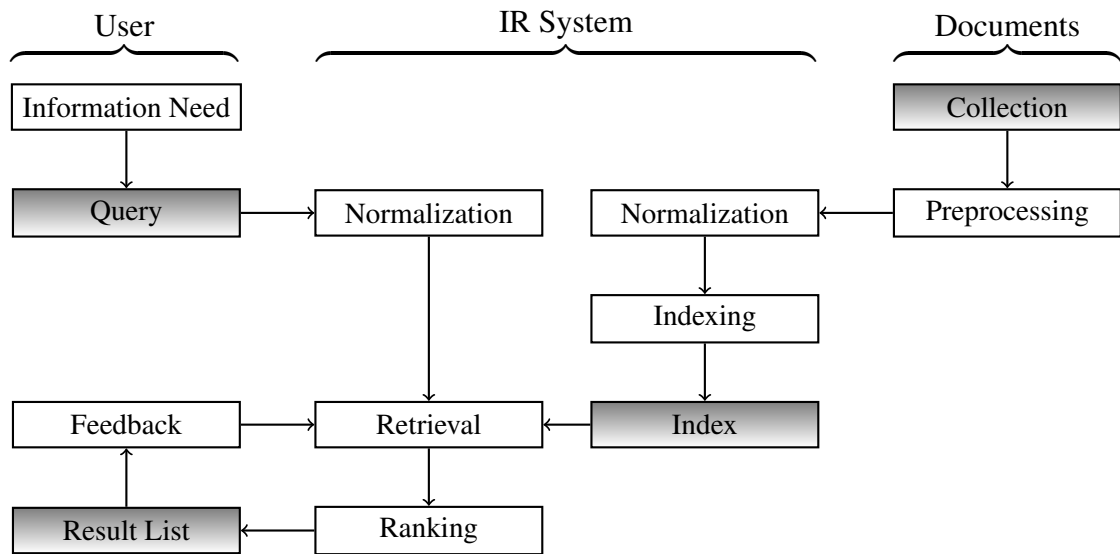 User
IR System
Documents
Information Need
Collection
Query
Normalization
Normalization
Preprocessing
Indexing
Feedback
Retrieval
Index
Result List
Ranking